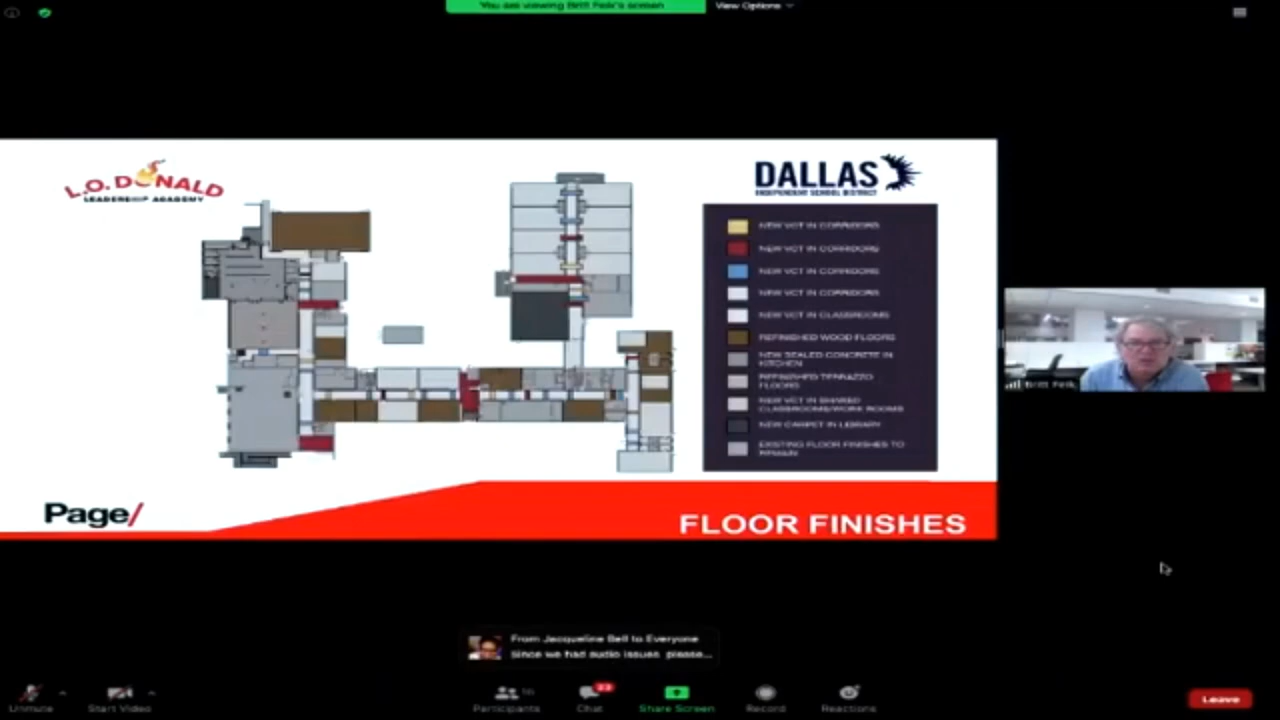 You are viewing Britt Feik's screen
View Options
L.O. DONALD
LEADERSHIP ACADEMY
DALLAS
INDEPENDENT SCHOOL DISTRICT
NEW VCT IN CORRIDORS
NEW VCT IN CORRIDORS
NEW VCT IN CORRIDORS
NEW VCT IN CORRIDORS
NEW VCT IN CLASSROOMS
REFINISHED WOOD FLOORS
NEW SEALED CONCRETE IN
KITCHEN
REFINISHED TERRAZZO
FLOORS
NEW VCT IN SHARED
CLASSROOMS/WORK ROOMS
NEW CARPET IN LIBRARY
EXISTING FLOOR FINISHES TO
REMAIN
Britt Feik
Page/
FLOOR FINISHES
From Jacqueline Bell to Everyone
since we had audio issues please...
Unmute
Start Video
Participants
Chat
Share Screen
Record
Reactions
Leave